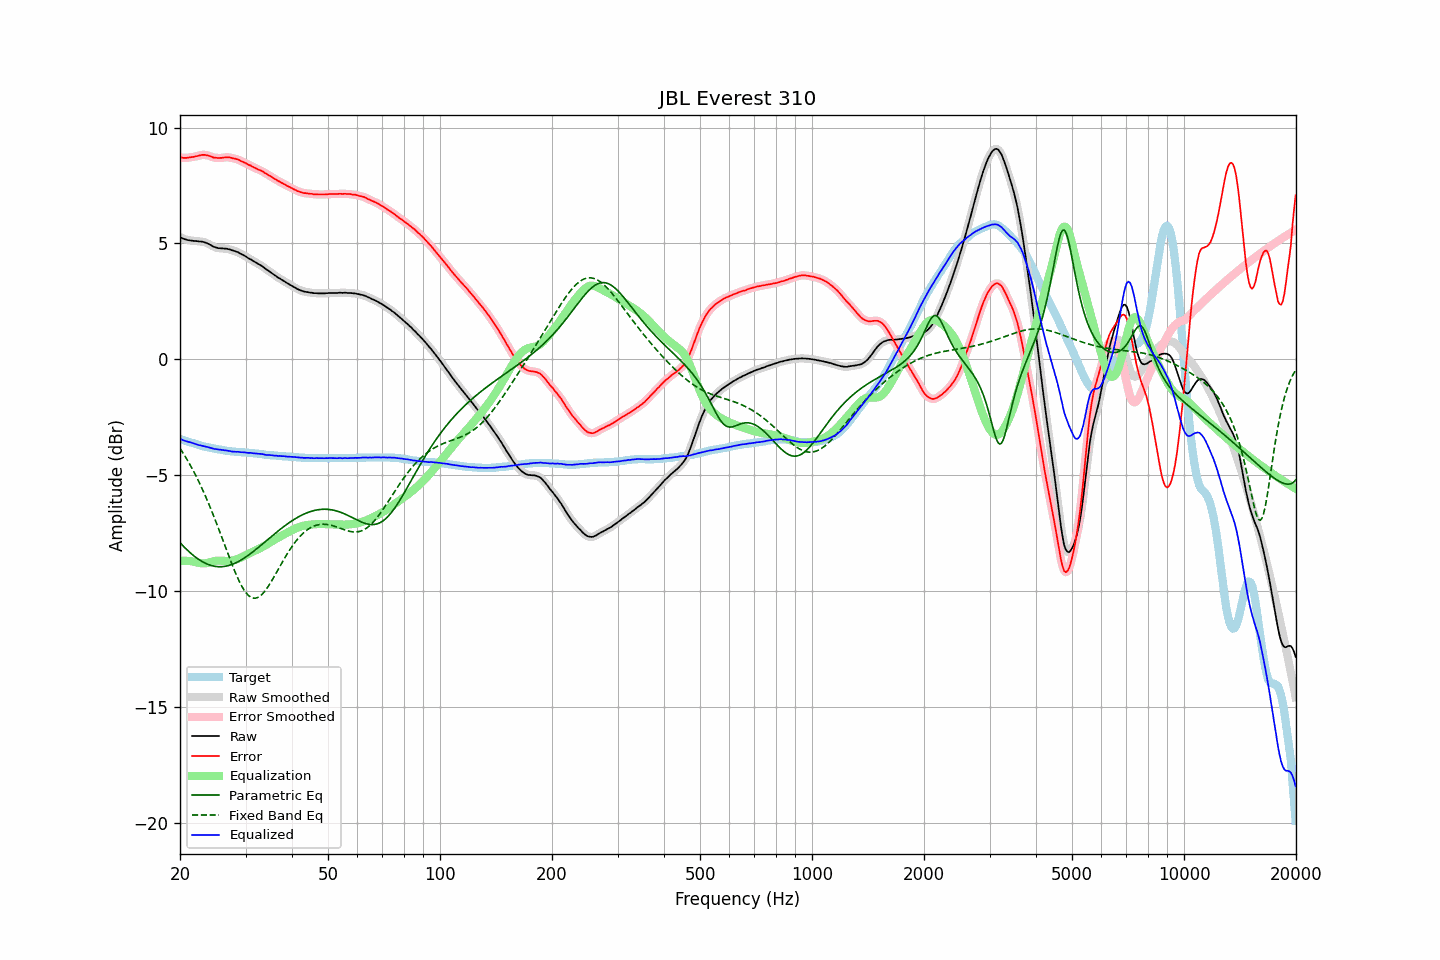 JBL Everest 310
Amplitude (dBr)
10
5
0
−5
−10
−15
−20
Target
Raw Smoothed
Error Smoothed
Raw
Error
Equalization
Parametric Eq
Fixed Band Eq
Equalized
20 50 100 200 500 1000 2000 5000 10000 20000
Frequency (Hz)